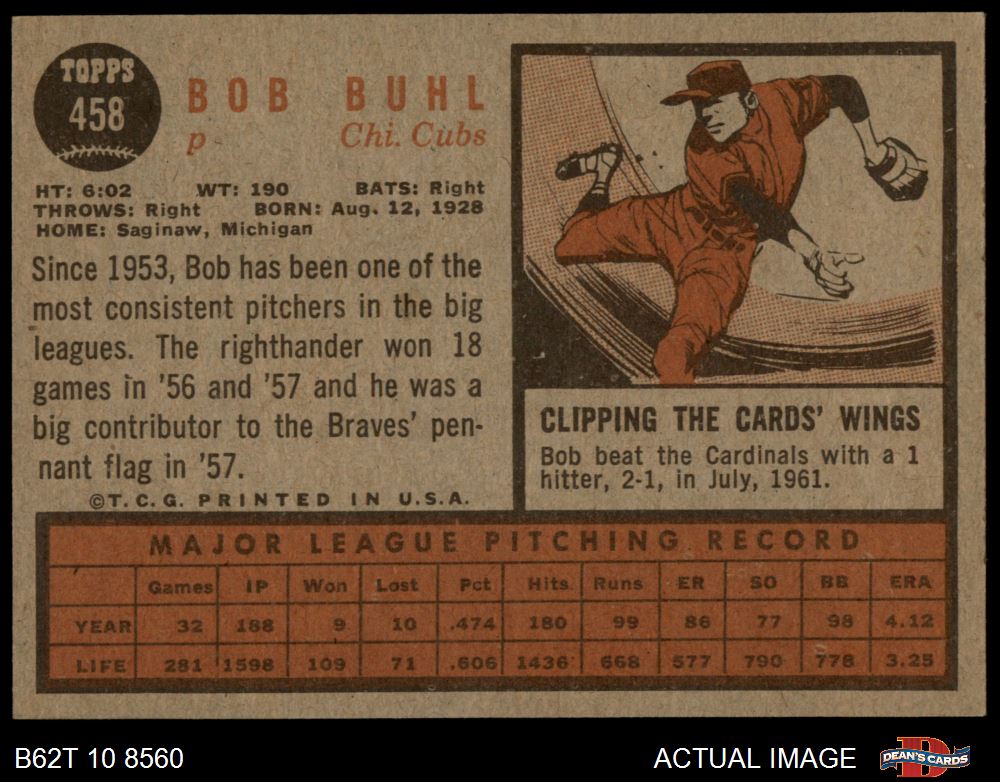 TOPPS
458
BOB BUHL
p Chi. Cubs
HT: 6:02 WT: 190 BATS: Right
THROWS: Right BORN: Aug. 12, 1928
HOME: Saginaw, Michigan
Since 1953, Bob has been one of the
most consistent pitchers in the big
leagues. The righthander won 18
games in '56 and '57 and he was a
big contributor to the Braves' pen-
nant flag in '57.
©T.C.G. PRINTED IN U.S.A.
CLIPPING THE CARDS' WINGS
Bob beat the Cardinals with a 1
hitter, 2-1, in July, 1961.
MAJOR LEAGUE PITCHING RECORD
Games IP Won Lost Pct Hits Runs ER SO BB ERA
YEAR 32 188 9 10 .474 180 99 86 77 98 4.12
LIFE 281 1598 109 71 .606 1436 668 577 790 778 3.25
B62T 10 8560
ACTUAL IMAGE
D
DEAN'S CARDS